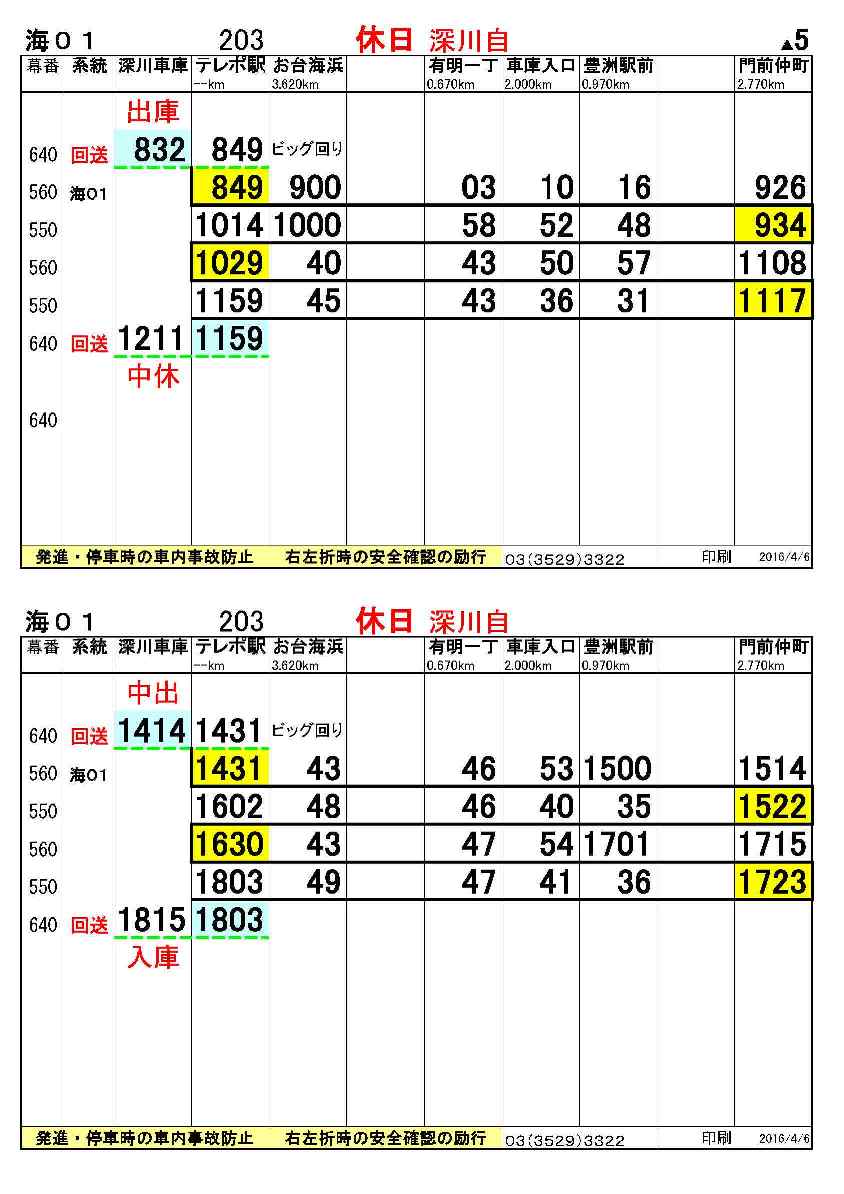 海01 203 休日 深川自 ▲5
幕番 系統 深川車庫 テレポ駅 お台海浜 有明一丁 車庫入口 豊洲駅前 門前仲町
--km 3.620km 0.670km 2.000km 0.970km 2.770km
出庫
640 回送 832 849 ビッグ回り
560 海01 849 900 03 10 16 926
550 1014 1000 58 52 48 934
560 1029 40 43 50 57 1108
550 1159 45 43 36 31 1117
640 回送 1211 1159
中休
640
発進・停車時の車内事故防止 右左折時の安全確認の励行 03(3529)3322 印刷 2016/4/6
海01 203 休日 深川自
幕番 系統 深川車庫 テレポ駅 お台海浜 有明一丁 車庫入口 豊洲駅前 門前仲町
--km 3.620km 0.670km 2.000km 0.970km 2.770km
中出
640 回送 1414 1431 ビッグ回り
560 海01 1431 43 46 53 1500 1514
550 1602 48 46 40 35 1522
560 1630 43 47 54 1701 1715
550 1803 49 47 41 36 1723
640 回送 1815 1803
入庫
発進・停車時の車内事故防止 右左折時の安全確認の励行 03(3529)3322 印刷 2016/4/6